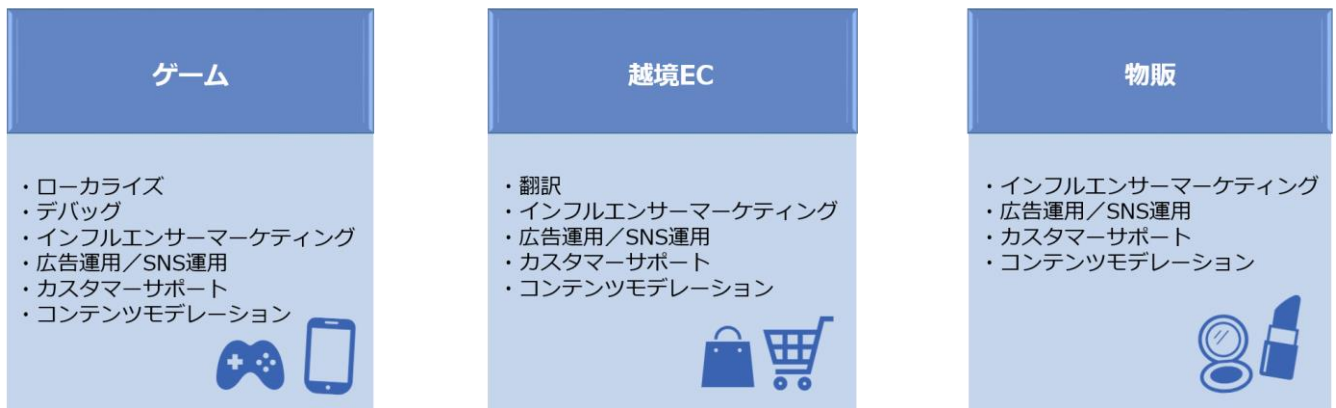 ゲーム
・ローカライズ
・デバッグ
・インフルエンサーマーケティング
・広告運用／SNS運用
・カスタマーサポート
・コンテンツモデレーション
越境EC
・翻訳
・インフルエンサーマーケティング
・広告運用／SNS運用
・カスタマーサポート
・コンテンツモデレーション
物販
・インフルエンサーマーケティング
・広告運用／SNS運用
・カスタマーサポート
・コンテンツモデレーション